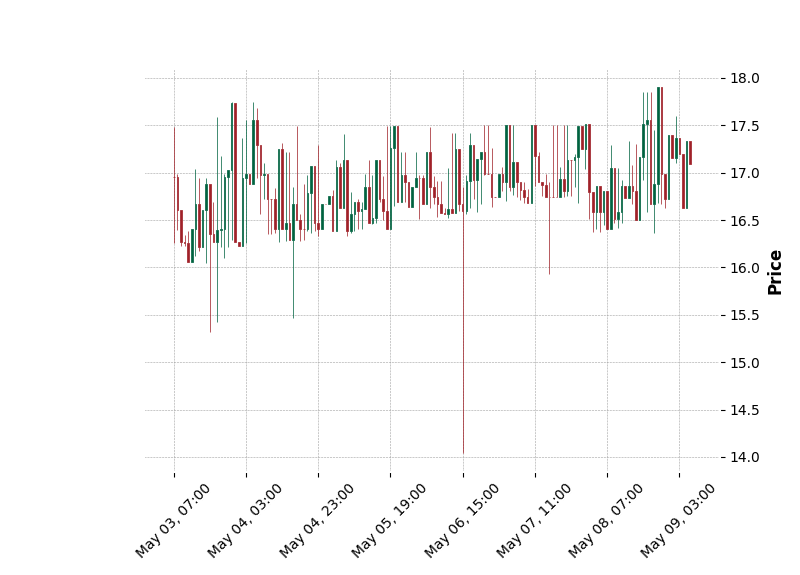 18.0
17.5
17.0
16.5
16.0
15.5
15.0
14.5
14.0
Price
May 03, 07:00
May 04, 03:00
May 04, 23:00
May 05, 19:00
May 06, 15:00
May 07, 11:00
May 08, 07:00
May 09, 03:00